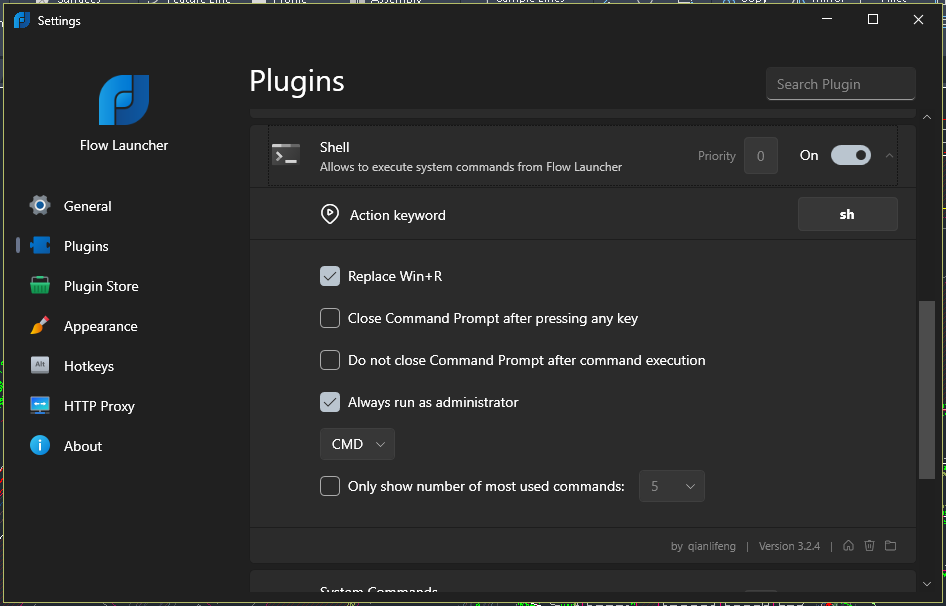 Settings
Flow Launcher
General
Plugins
Plugin Store
Appearance
Alt
Hotkeys
HTTP Proxy
About
Plugins
Search Plugin
Shell
Allows to execute system commands from Flow Launcher
Priority 0 On
Action keyword sh
Replace Win+R
Close Command Prompt after pressing any key
Do not close Command Prompt after command execution
Always run as administrator
CMD
Only show number of most used commands: 5
by qianlifeng | Version 3.2.4 |
System Commands